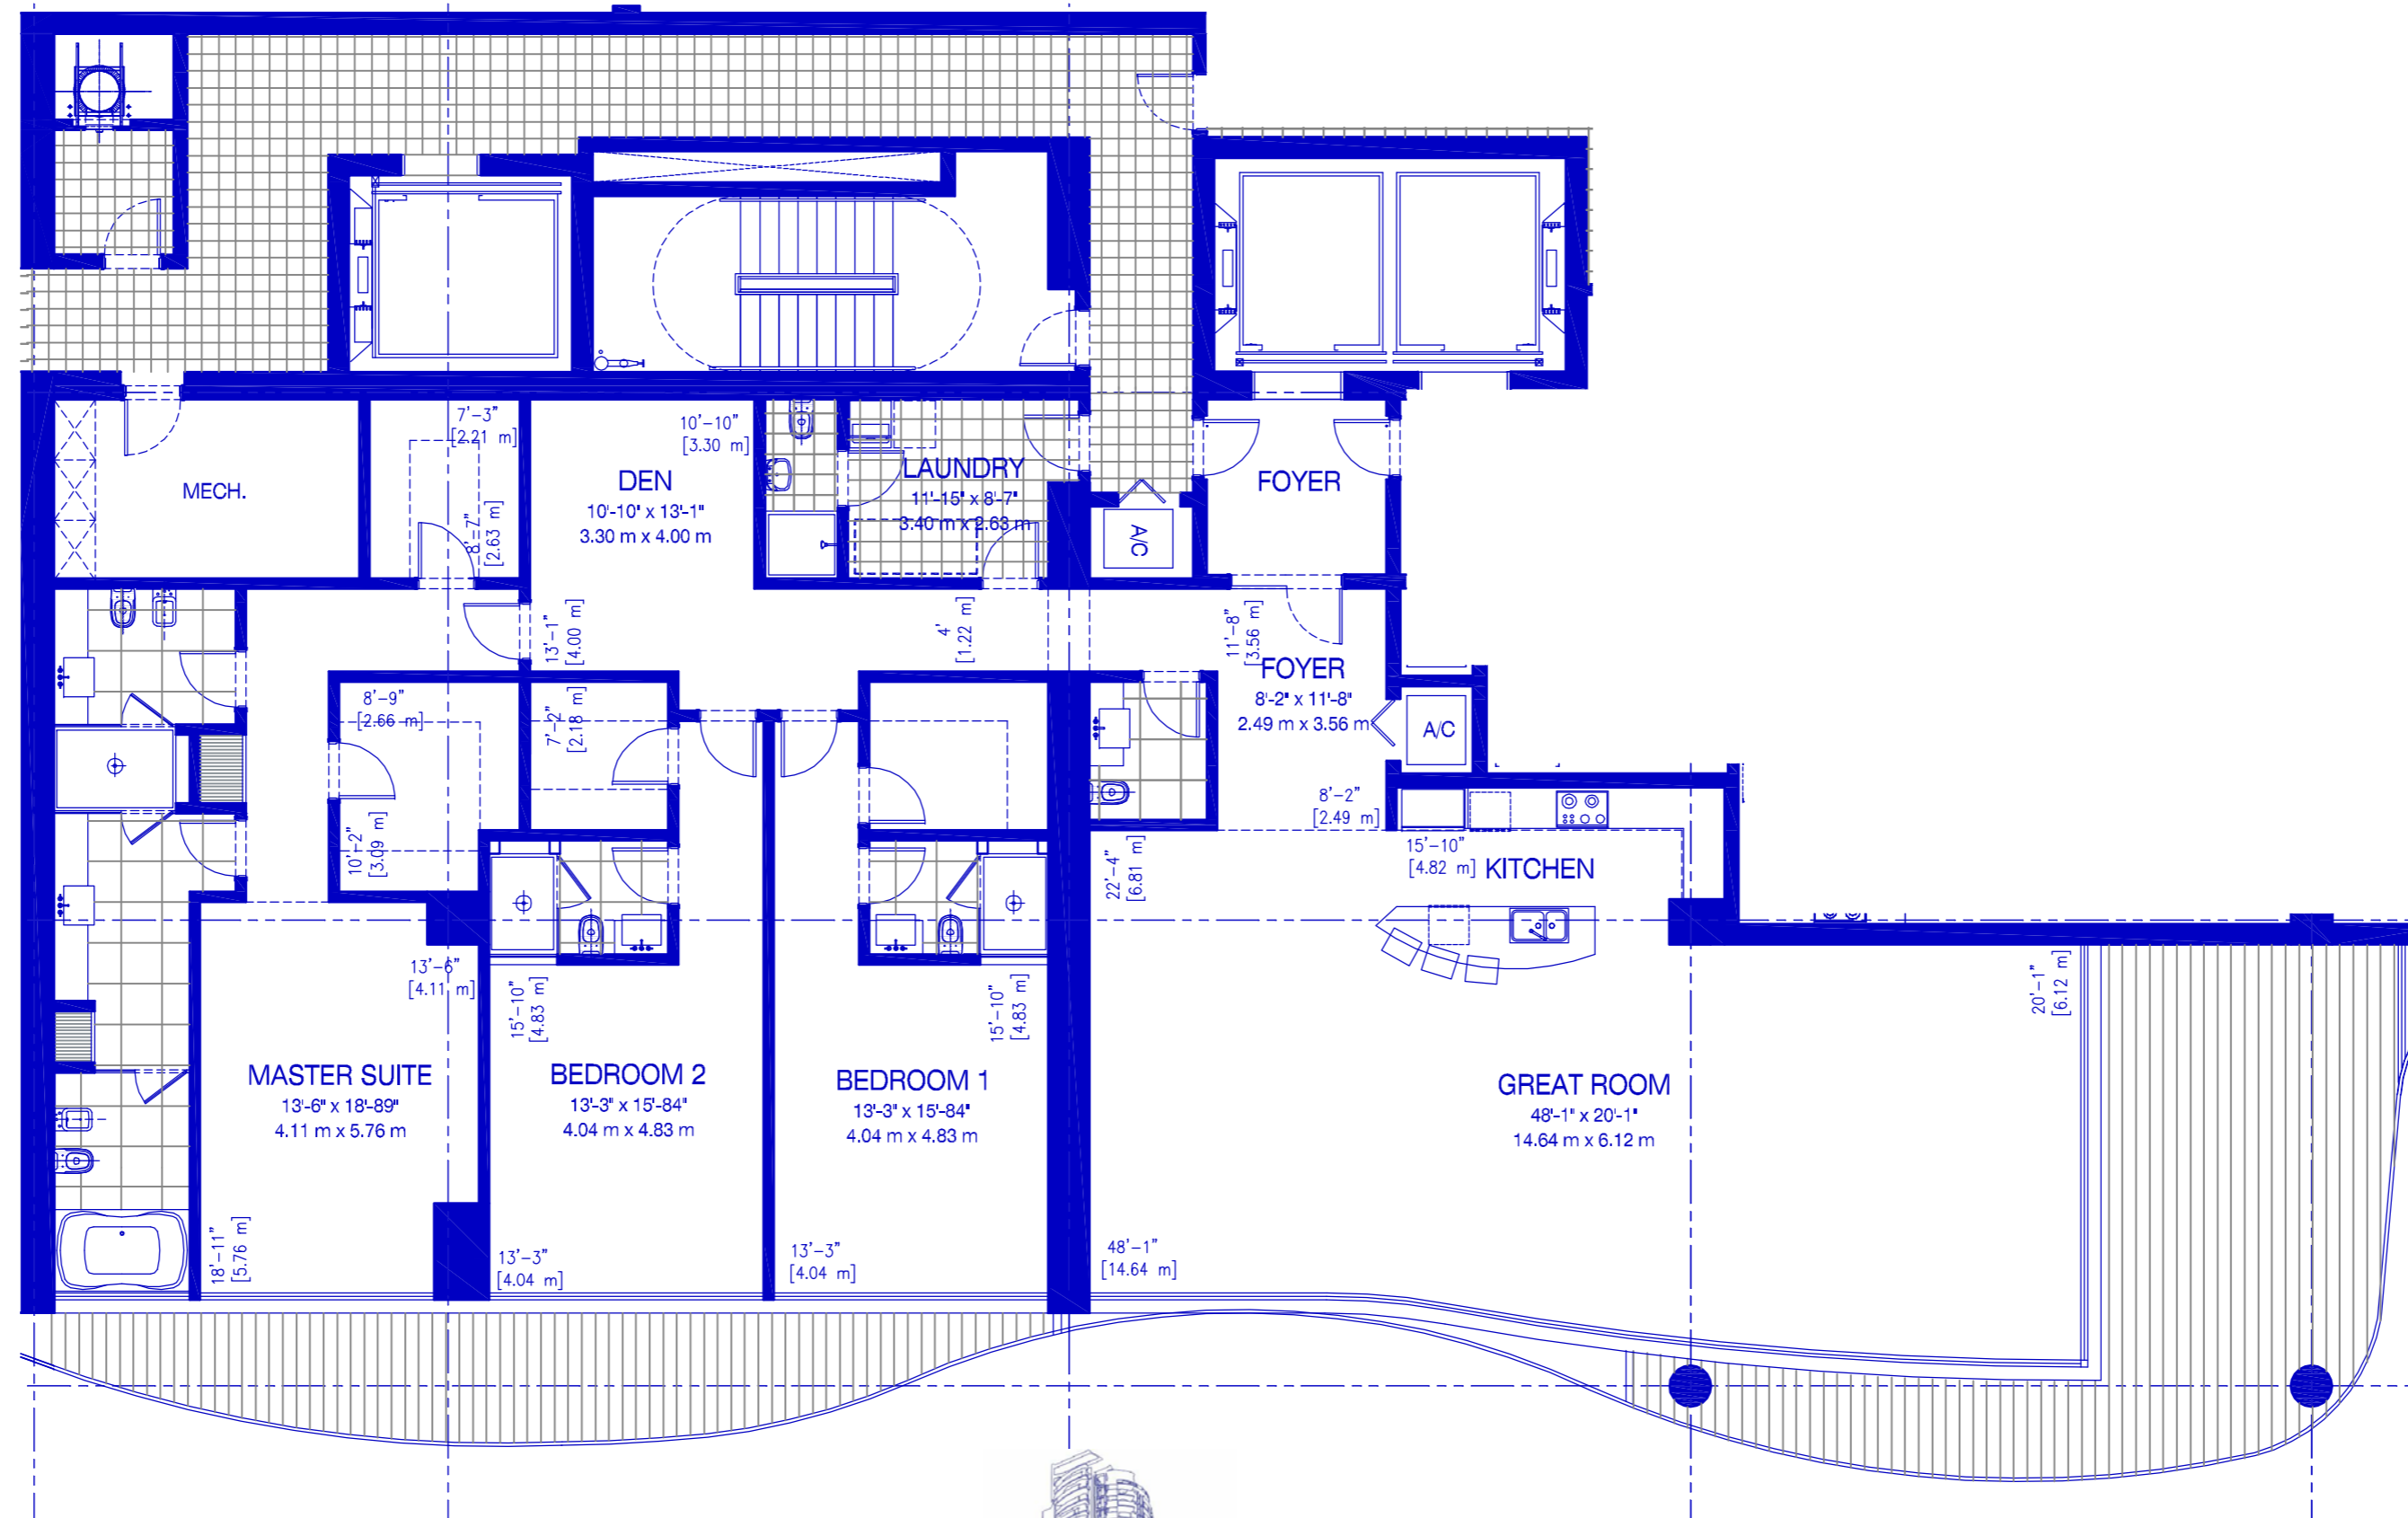 7'-3"
[2.21 m]
8'-7"
[2.63 m]
MECH.
10'-10"
[3.30 m]
DEN
10'-10" x 13'-1"
3.30 m x 4.00 m
LAUNDRY
11'-15" x 8'-7"
3.40 m x 2.63 m
A/C
FOYER
13'-1"
[4.00 m]
4'
[1.22 m]
11'-8"
[3.56 m]
FOYER
8'-2" x 11'-8"
2.49 m x 3.56 m
A/C
8'-9"
[2.66 m]
7'-2"
[2.18 m]
10'-2"
[3.09 m]
8'-2"
[2.49 m]
22'-4"
[6.81 m]
15'-10"
[4.82 m]
KITCHEN
13'-6"
[4.11 m]
15'-10"
[4.83 m]
15'-10"
[4.83 m]
20'-1"
[6.12 m]
MASTER SUITE
13'-6" x 18'-89"
4.11 m x 5.76 m
BEDROOM 2
13'-3" x 15'-84"
4.04 m x 4.83 m
BEDROOM 1
13'-3" x 15'-84"
4.04 m x 4.83 m
GREAT ROOM
48'-1" x 20'-1"
14.64 m x 6.12 m
18'-11"
[5.76 m]
13'-3"
[4.04 m]
13'-3"
[4.04 m]
48'-1"
[14.64 m]